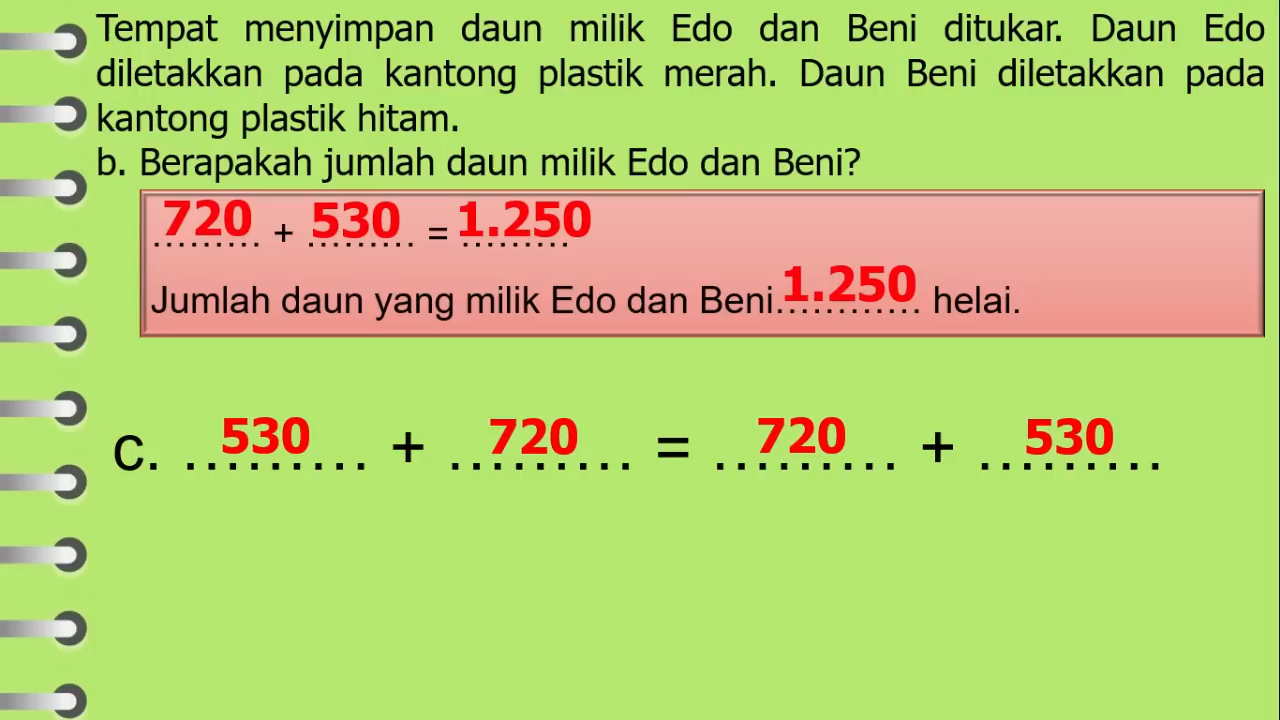 Tempat menyimpan daun milik Edo dan Beni ditukar. Daun Edo
diletakkan pada kantong plastik merah. Daun Beni diletakkan pada
kantong plastik hitam.
b. Berapakah jumlah daun milik Edo dan Beni?
720 + 530 = 1.250
Jumlah daun yang milik Edo dan Beni 1.250 helai.
c. 530 + 720 = 720 + 530